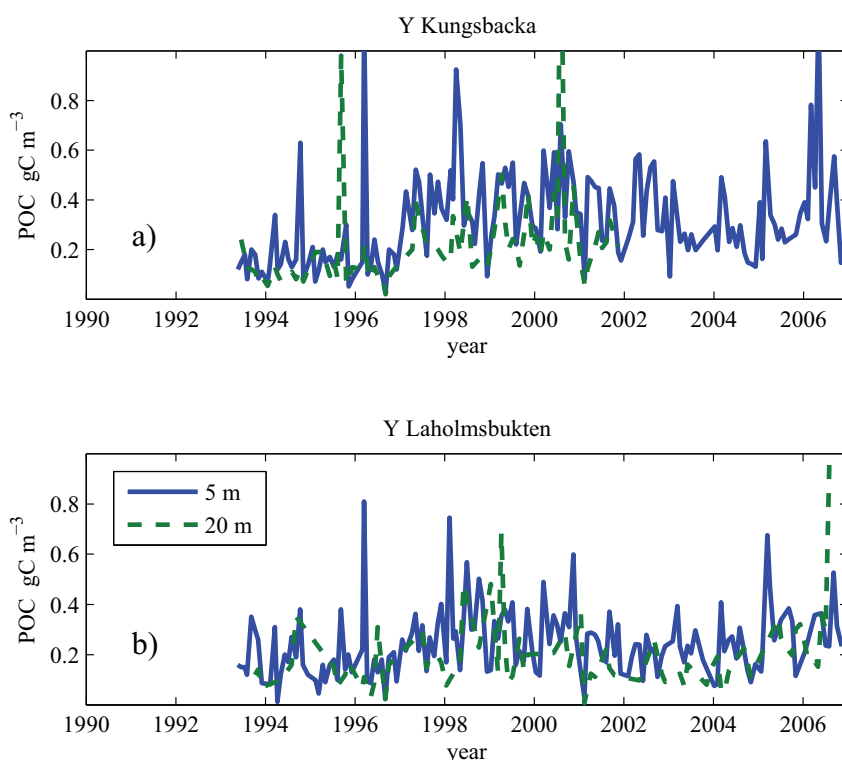 Y Kungsbacka
0.8
0.6
0.4
0.2
POC gC m⁻³
a)
1990 1992 1994 1996 1998 2000 2002 2004 2006
year
Y Laholmsbukten
0.8
0.6
0.4
0.2
POC gC m⁻³
5 m
20 m
b)
1990 1992 1994 1996 1998 2000 2002 2004 2006
year